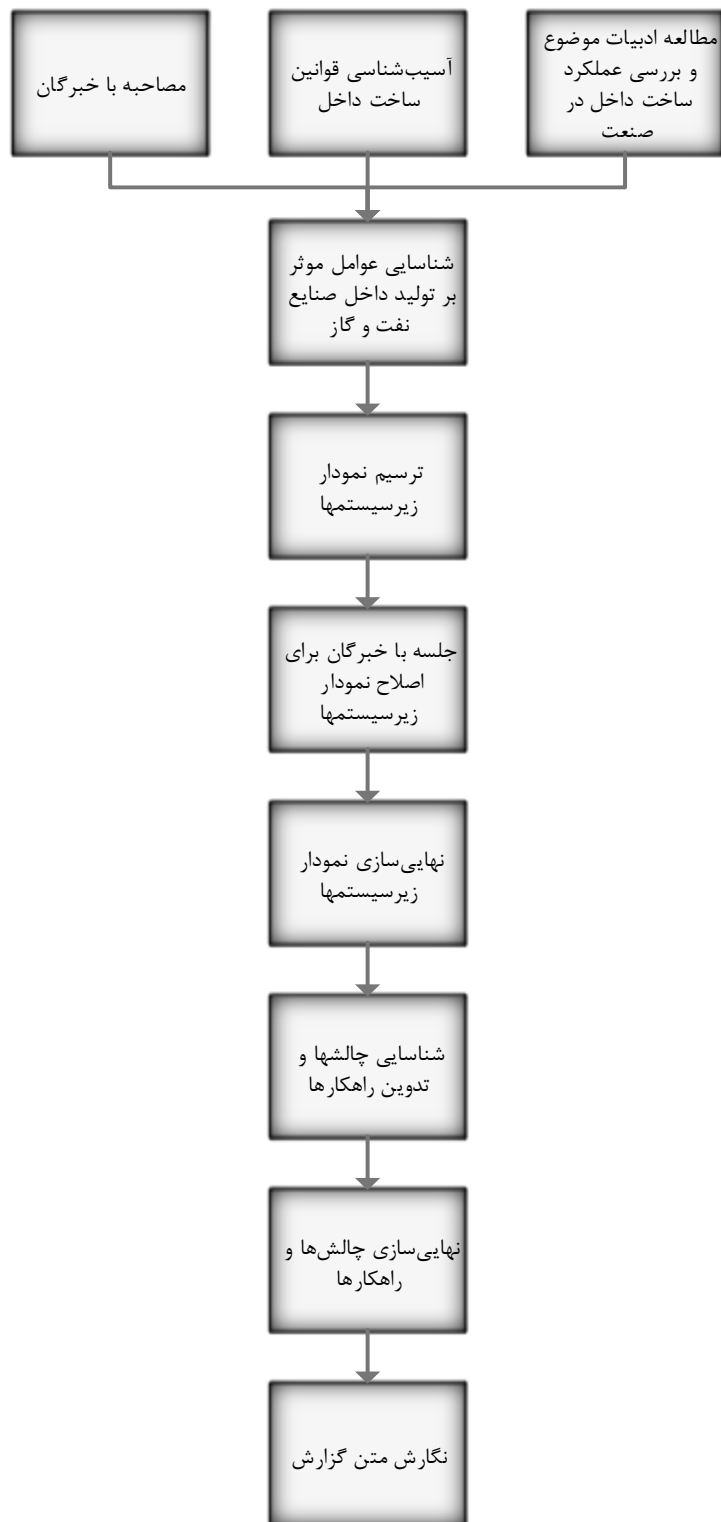 مطالعه ادبیات موضوع
و بررسی عملکرد
ساخت داخل در
صنعت
آسیب‌شناسی قوانین
ساخت داخل
مصاحبه با خبرگان
شناسایی عوامل موثر
بر تولید داخل صنایع
نفت و گاز
ترسیم نمودار
زیرسیستمها
جلسه با خبرگان برای
اصلاح نمودار
زیرسیستمها
نهایی‌سازی نمودار
زیرسیستمها
شناسایی چالشها و
تدوین راهکارها
نهایی‌سازی چالش‌ها و
راهکارها
نگارش متن گزارش